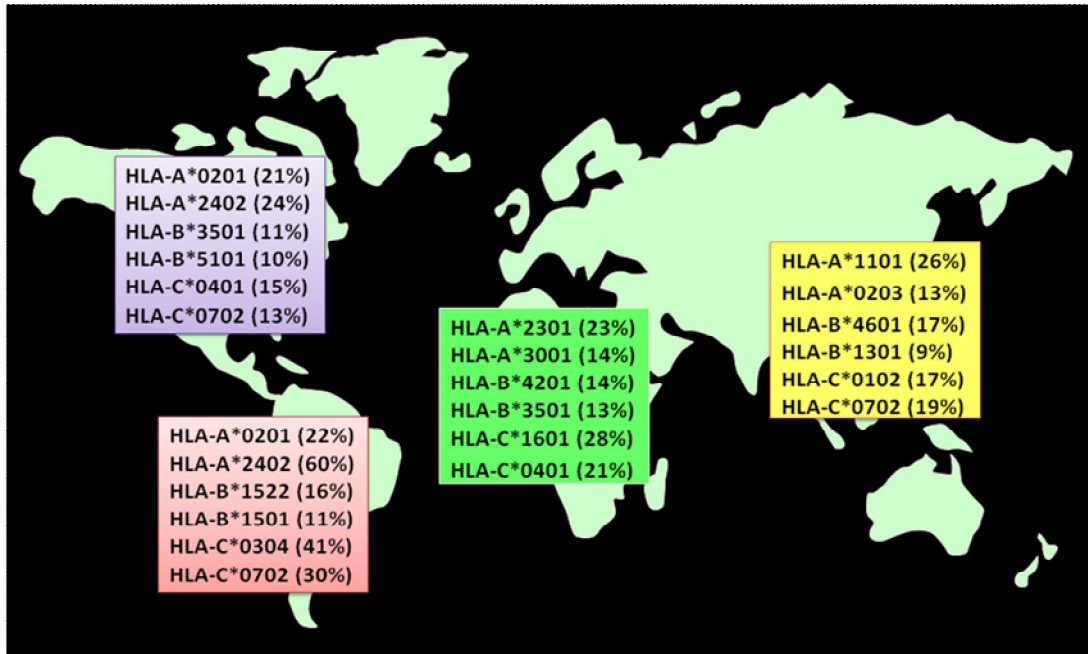 HLA-A*0201 (21%)
HLA-A*2402 (24%)
HLA-B*3501 (11%)
HLA-B*5101 (10%)
HLA-C*0401 (15%)
HLA-C*0702 (13%)
HLA-A*0201 (22%)
HLA-A*2402 (60%)
HLA-B*1522 (16%)
HLA-B*1501 (11%)
HLA-C*0304 (41%)
HLA-C*0702 (30%)
HLA-A*2301 (23%)
HLA-A*3001 (14%)
HLA-B*4201 (14%)
HLA-B*3501 (13%)
HLA-C*1601 (28%)
HLA-C*0401 (21%)
HLA-A*1101 (26%)
HLA-A*0203 (13%)
HLA-B*4601 (17%)
HLA-B*1301 (9%)
HLA-C*0102 (17%)
HLA-C*0702 (19%)